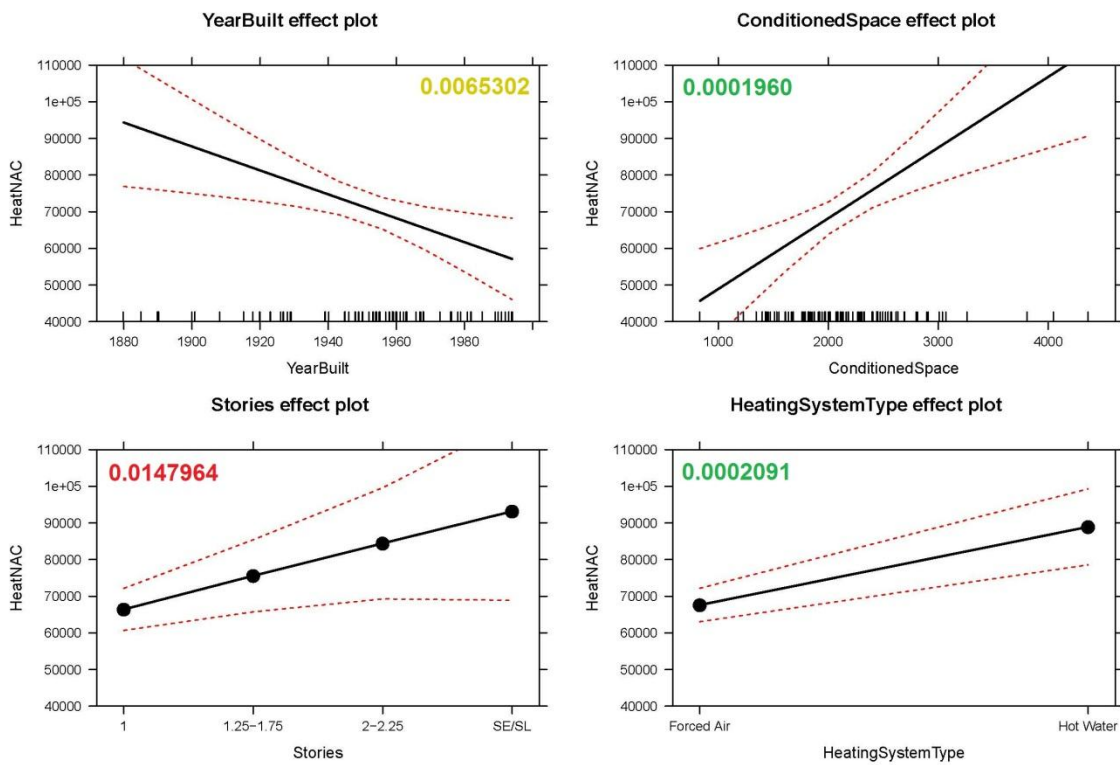 YearBuilt effect plot
110000
1e+05
90000
80000
70000
60000
50000
40000
HeatNAC
0.0065302
1880 1900 1920 1940 1960 1980
YearBuilt
ConditionedSpace effect plot
110000
1e+05
90000
80000
70000
60000
50000
40000
HeatNAC
0.0001960
1000 2000 3000 4000
ConditionedSpace
Stories effect plot
110000
1e+05
90000
80000
70000
60000
50000
40000
HeatNAC
0.0147964
1 1.25−1.75 2−2.25 SE/SL
Stories
HeatingSystemType effect plot
110000
1e+05
90000
80000
70000
60000
50000
40000
HeatNAC
0.0002091
Forced Air Hot Water
HeatingSystemType